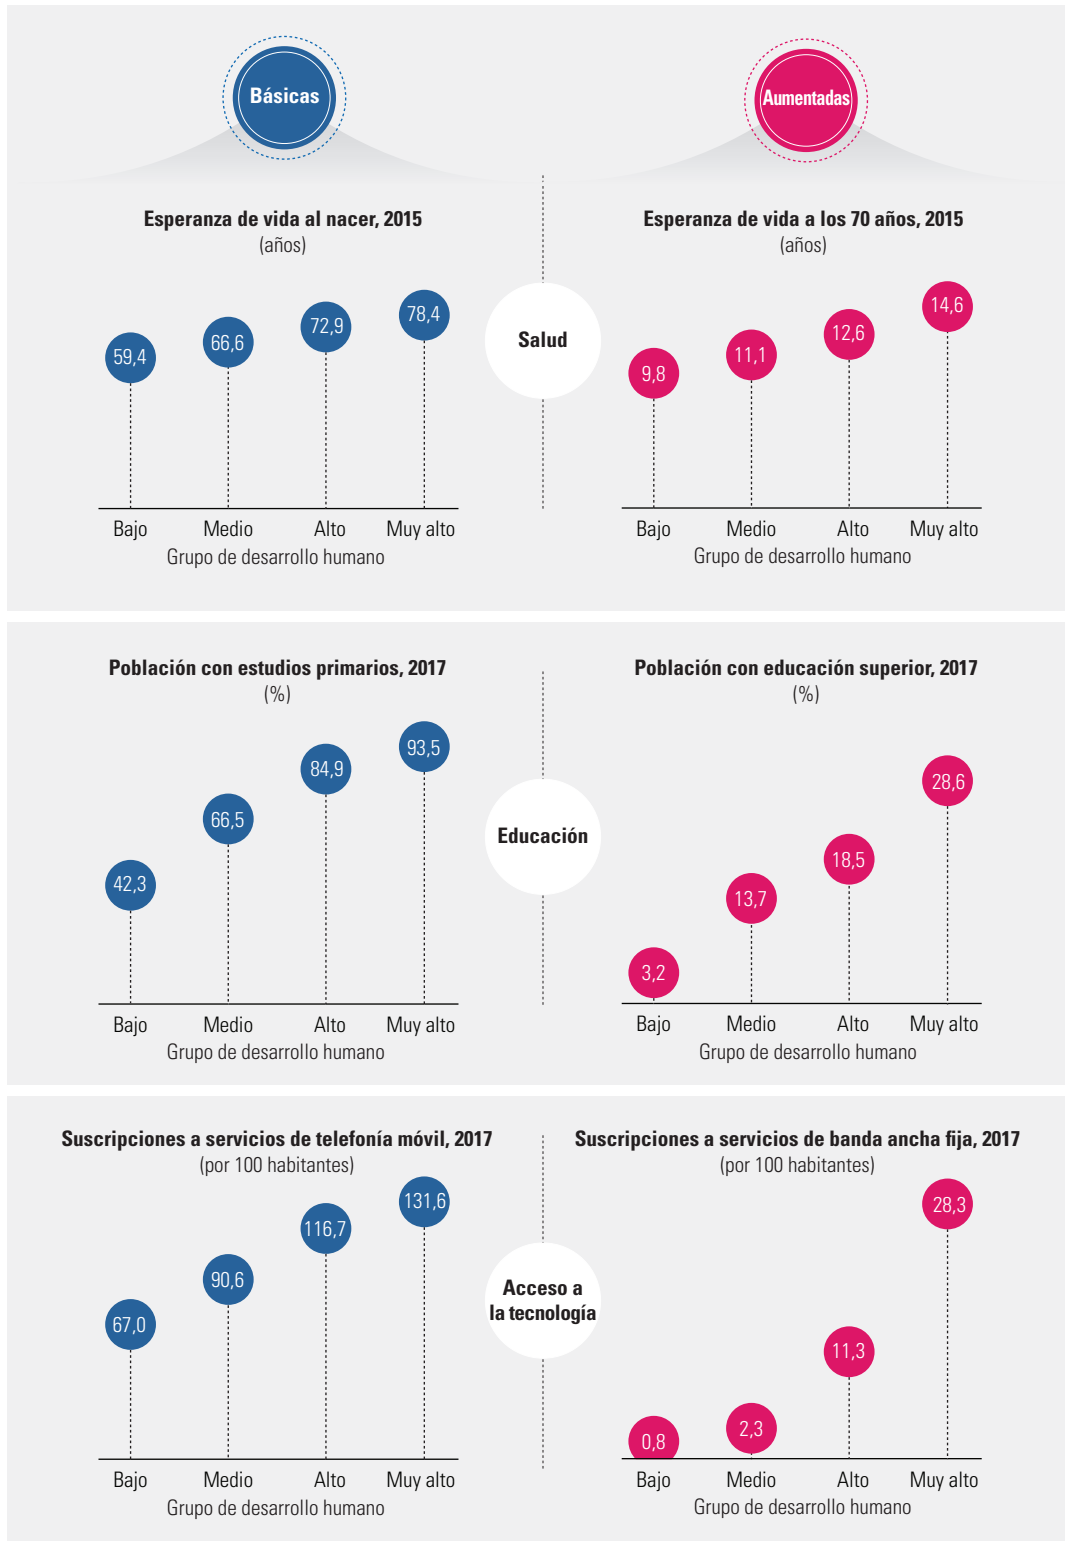 Básicas
Aumentadas
Esperanza de vida al nacer, 2015
(años)
59,4
66,6
72,9
78,4
Bajo
Medio
Alto
Muy alto
Grupo de desarrollo humano
Salud
Esperanza de vida a los 70 años, 2015
(años)
9,8
11,1
12,6
14,6
Bajo
Medio
Alto
Muy alto
Grupo de desarrollo humano
Población con estudios primarios, 2017
(%)
42,3
66,5
84,9
93,5
Bajo
Medio
Alto
Muy alto
Grupo de desarrollo humano
Educación
Población con educación superior, 2017
(%)
3,2
13,7
18,5
28,6
Bajo
Medio
Alto
Muy alto
Grupo de desarrollo humano
Suscripciones a servicios de telefonía móvil, 2017
(por 100 habitantes)
67,0
90,6
116,7
131,6
Bajo
Medio
Alto
Muy alto
Grupo de desarrollo humano
Acceso a
la tecnología
Suscripciones a servicios de banda ancha fija, 2017
(por 100 habitantes)
0,8
2,3
11,3
28,3
Bajo
Medio
Alto
Muy alto
Grupo de desarrollo humano